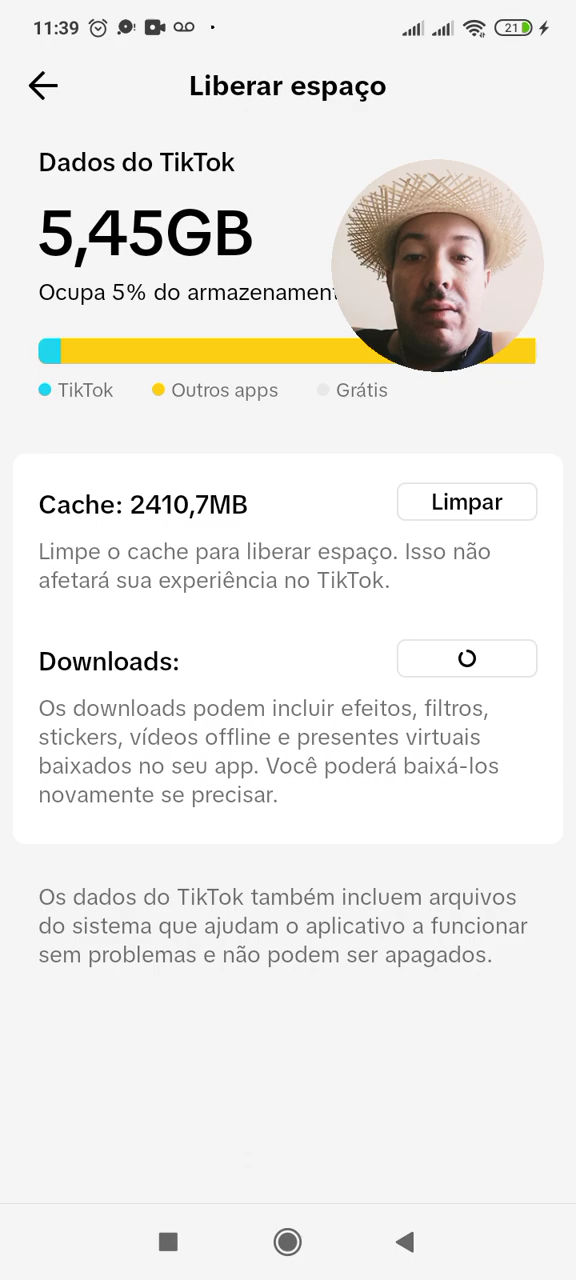 11:39
21
Liberar espaço
Dados do TikTok
5,45GB
Ocupa 5% do
TikTok
Outros apps
Grátis
Cache: 2410,7MB
Limpar
Limpe o cache para liberar espaço. Isso não
afetará sua experiência no TikTok.
Downloads:
Os downloads podem incluir efeitos, filtros,
stickers, vídeos offline e presentes virtuais
baixados no seu app. Você poderá baixá-los
novamente se precisar.
Os dados do TikTok também incluem arquivos
do sistema que ajudam o aplicativo a funcionar
sem problemas e não podem ser apagados.